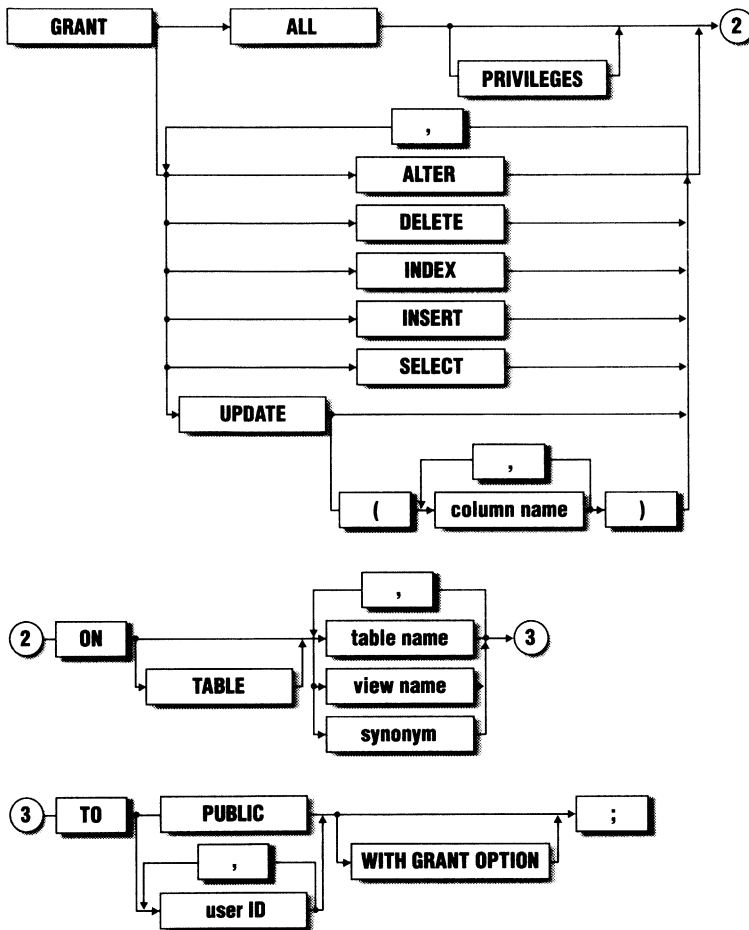 GRANT ALL 2
PRIVILEGES
,
ALTER
DELETE
INDEX
INSERT
SELECT
UPDATE
,
( column name )
,
2 ON table name 3
TABLE view name
synonym
3 TO PUBLIC ;
, WITH GRANT OPTION
user ID